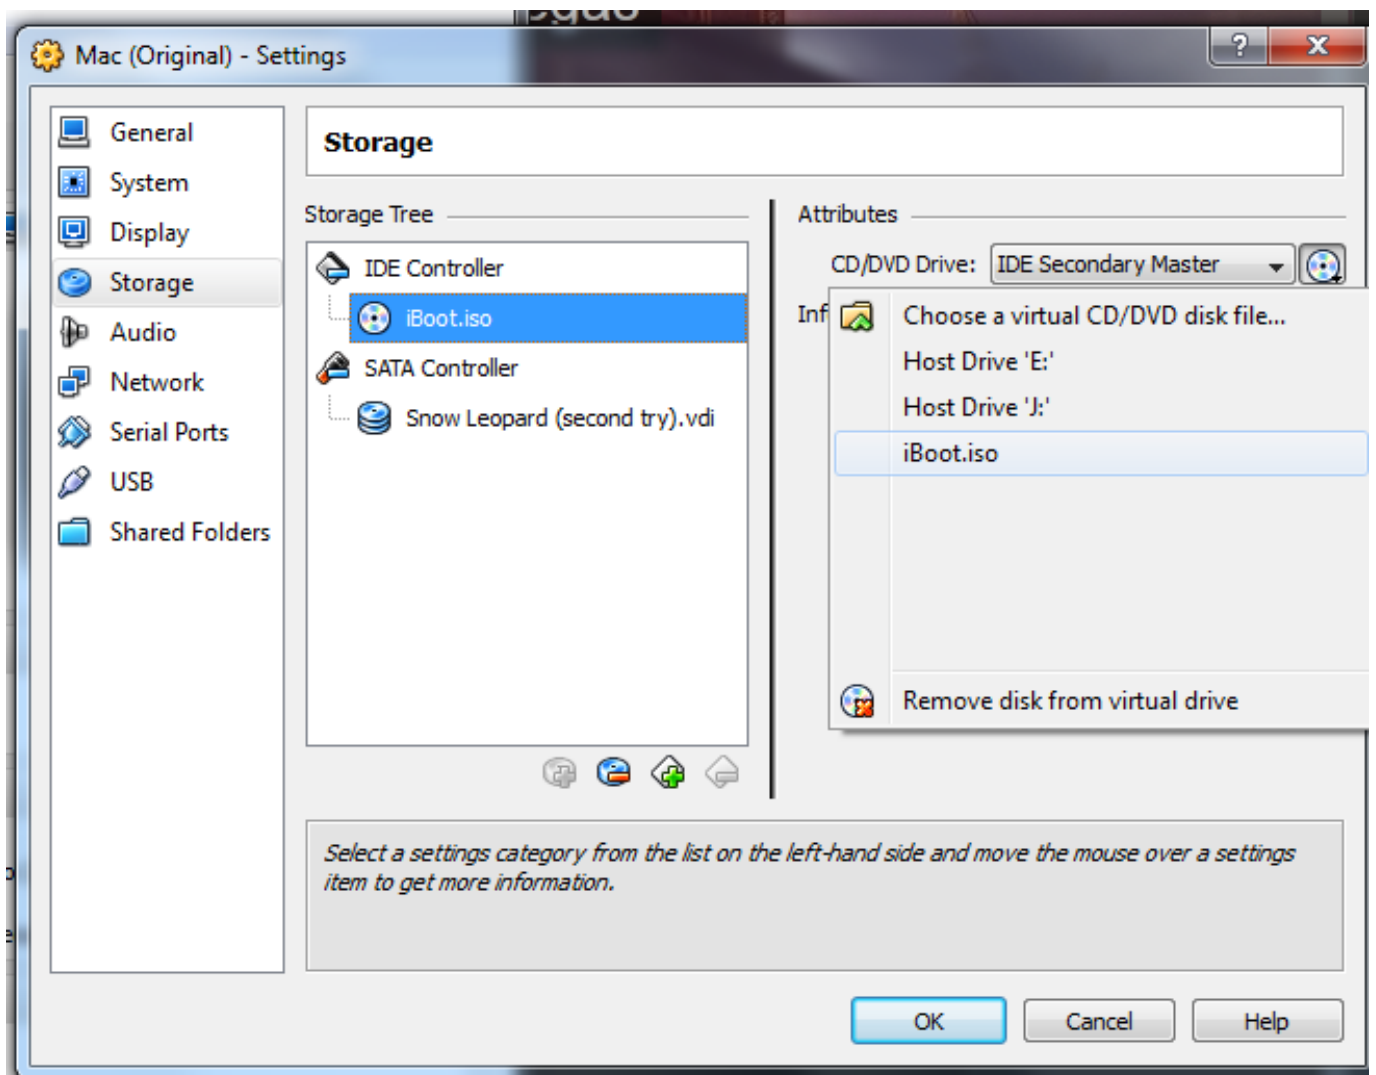 Mac (Original) - Settings
?
X
General
System
Display
Storage
Audio
Network
Serial Ports
USB
Shared Folders
Storage
Storage Tree
IDE Controller
iBoot.iso
SATA Controller
Snow Leopard (second try).vdi
Attributes
CD/DVD Drive: IDE Secondary Master
Inf
Choose a virtual CD/DVD disk file...
Host Drive 'E:'
Host Drive 'J:'
iBoot.iso
Remove disk from virtual drive
Select a settings category from the list on the left-hand side and move the mouse over a settings
item to get more information.
OK
Cancel
Help